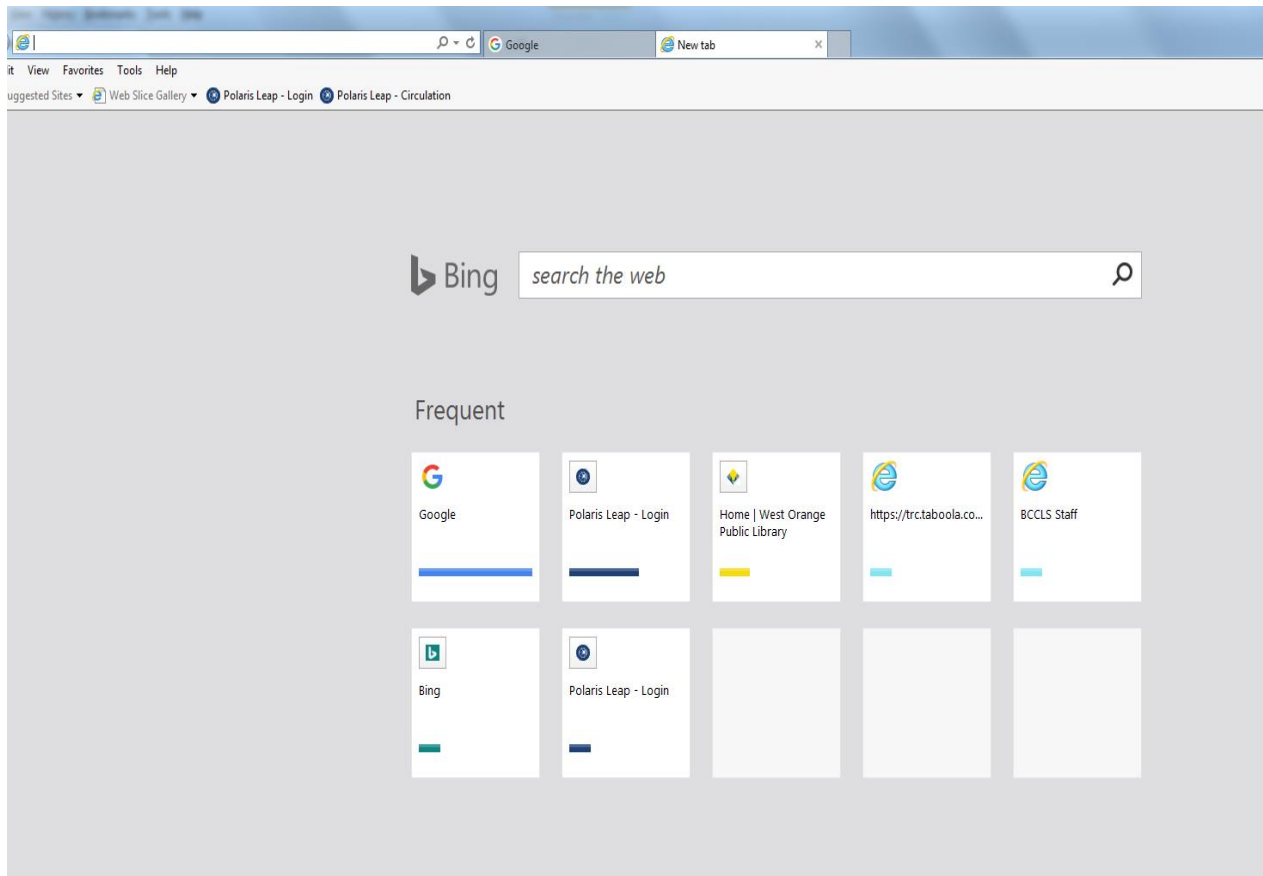 Google
New tab
it View Favorites Tools Help
uggested Sites Web Slice Gallery Polaris Leap - Login Polaris Leap - Circulation
Bing search the web
Frequent
Google
Polaris Leap - Login
Home | West Orange
Public Library
https://trc.taboola.co...
BCCLS Staff
Bing
Polaris Leap - Login